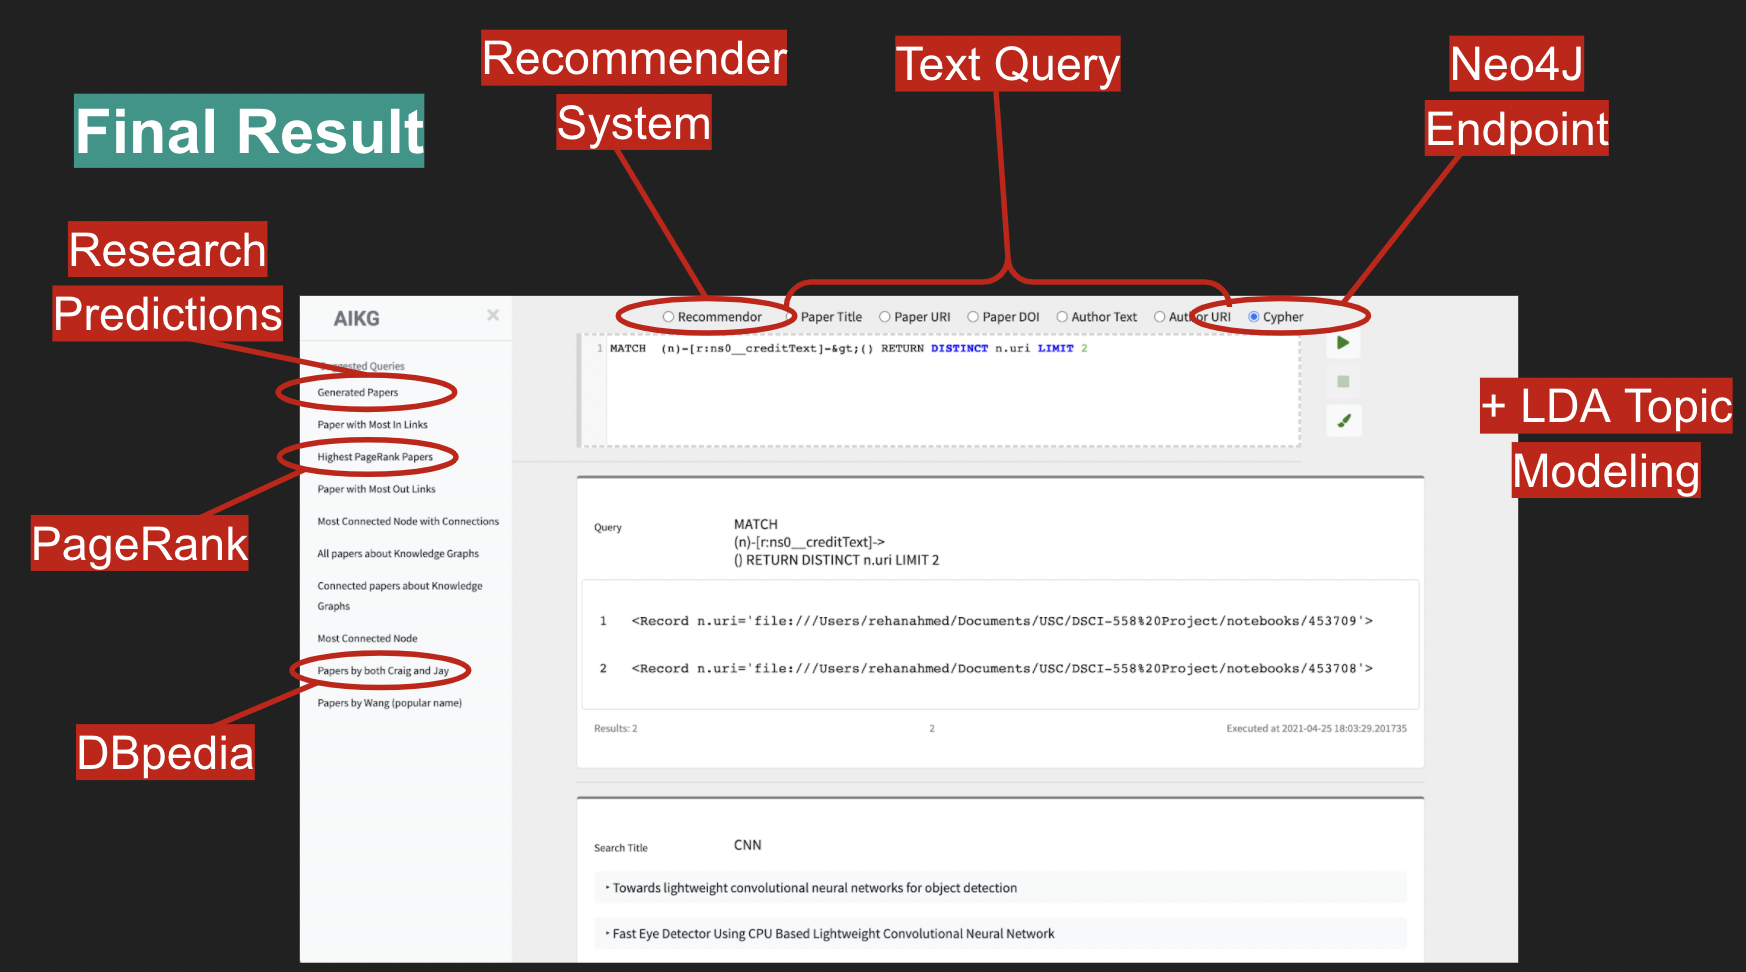 Final Result
Recommender
System
Text Query
Neo4J
Endpoint
Research
Predictions
PageRank
DBpedia
+ LDA Topic
Modeling
AIKG
×
Suggested Queries
Generated Papers
Paper with Most In Links
Highest PageRank Papers
Paper with Most Out Links
Most Connected Node with Connections
All papers about Knowledge Graphs
Connected papers about Knowledge
Graphs
Most Connected Node
Papers by both Craig and Jay
Papers by Wang (popular name)
Recommendor Paper Title Paper URI Paper DOI Author Text Author URI Cypher
1 MATCH (n)-[r:ns0__creditText]-&gt;() RETURN DISTINCT n.uri LIMIT 2
Query
MATCH
(n)-[r:ns0__creditText]->
() RETURN DISTINCT n.uri LIMIT 2
1 <Record n.uri='file:///Users/rehanahmed/Documents/USC/DSCI-558%20Project/notebooks/453709'>
2 <Record n.uri='file:///Users/rehanahmed/Documents/USC/DSCI-558%20Project/notebooks/453708'>
Results: 2 2 Executed at 2021-04-25 18:03:29.201735
Search Title CNN
Towards lightweight convolutional neural networks for object detection
Fast Eye Detector Using CPU Based Lightweight Convolutional Neural Network